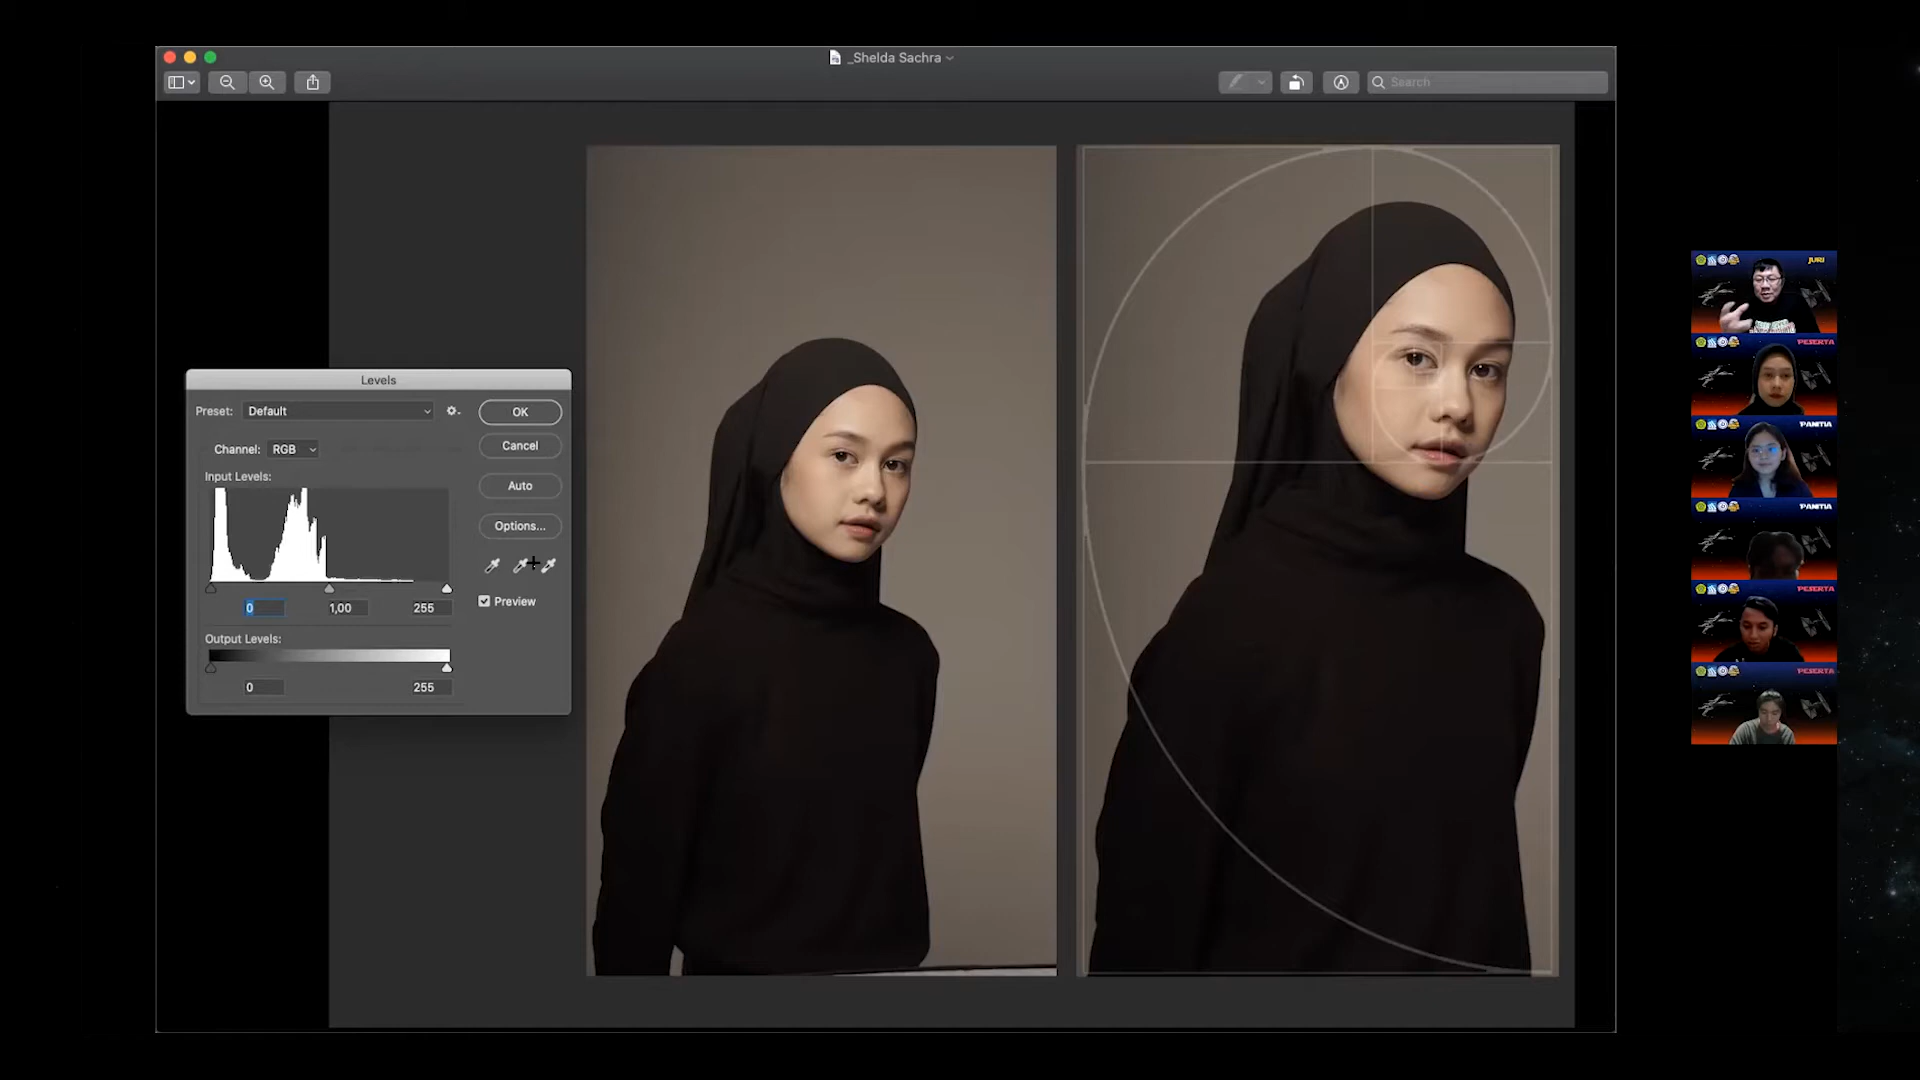 _Shelda Sachra
Search
Levels
Preset: Default
OK
Channel: RGB
Cancel
Input Levels:
Auto
Options...
0 1,00 255
Preview
Output Levels:
0 255
JURI
PESERTA
PANITIA
PANITIA
PESERTA
PESERTA